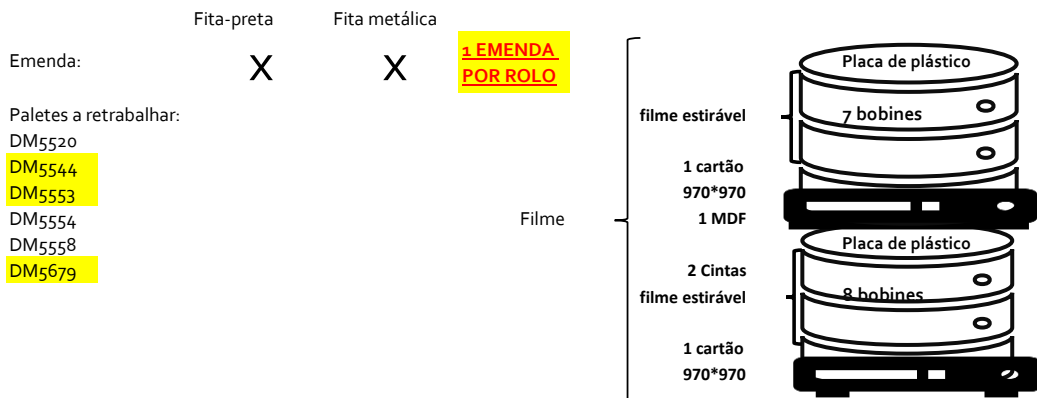 Fita-preta Fita metálica
Emenda: X X 1 EMENDA
POR ROLO
Paletes a retrabalhar:
DM5520
DM5544
DM5553
DM5554
DM5558
DM5679
Filme
filme estirável
1 cartão
970*970
1 MDF
2 Cintas
filme estirável
1 cartão
970*970
Placa de plástico
7 bobines
Placa de plástico
8 bobines